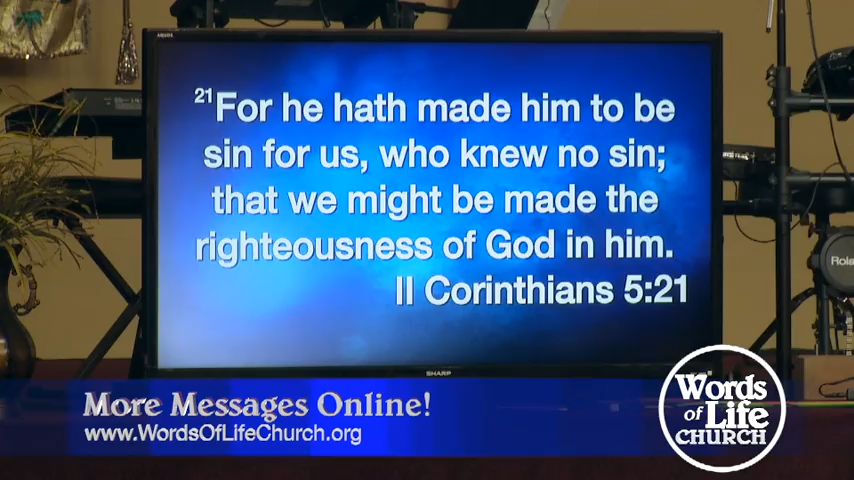 21For he hath made him to be
sin for us, who knew no sin;
that we might be made the
righteousness of God in him.
II Corinthians 5:21
SHARP
More Messages Online!
www.WordsOfLifeChurch.org
Words
of Life
CHURCH
Rola